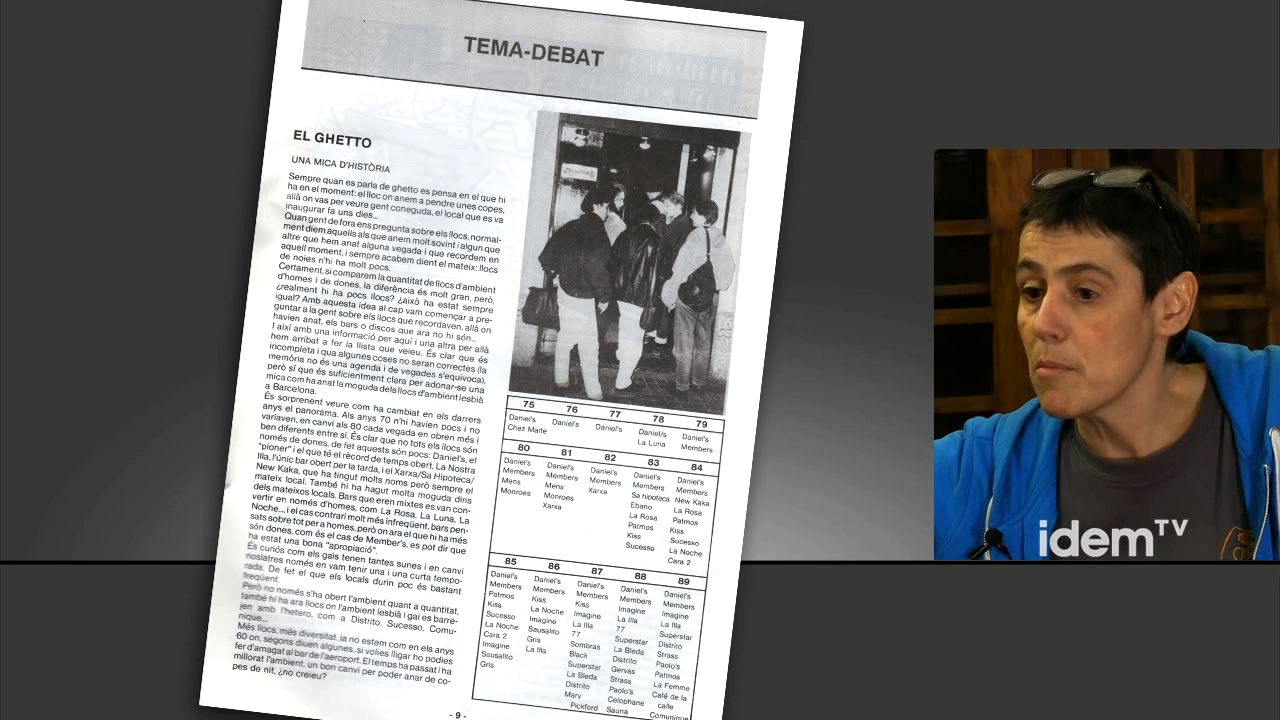 TEMA-DEBAT
EL GHETTO
UNA MICA D'HISTÒRIA
Sempre quan es parla de ghetto es pensa en el que hi
ha en el moment; el lloc on anem a pendre unes copes,
allà on vas per veure gent coneguda, el local que es va
inaugurar fa uns dies...
Quan gent de fora ens pregunta sobre els llocs, normal-
ment diem aquells als que anem molt sovint i algun que
altre que hem anat alguna vegada i que recordem en
aquell moment, i sempre acabem dient el mateix: llocs
de noies n'hi ha molt pocs.
Certament, si comparem la quantitat de llocs d'ambient
d'homes i de dones, la diferència és molt gran, però,
¿realment hi ha pocs llocs? ¿això ha estat sempre
igual? Amb aquesta idea al cap vam començar a pre-
guntar a la gent sobre els llocs que recordaven, allà on
havien anat, els bars o discos que ara no hi són...
I així amb una informació per aquí i una altra per allà
hem arribat a fer la llista que veieu. És clar que és
incompleta i qua algunes coses no seran correctes (la
memòria no és una agenda i de vegades s'equivoca),
però sí que és suficientment clara per adonar-se una
mica com ha anat la moguda dels llocs d'ambient lesbià
a Barcelona.
És sorprenent veure com ha cambiat en els darrers
anys el panorama. Als anys 70 n'hi havien pocs i no
variaven, en canvi als 80 cada vegada en obren més i
ben diferents entre sí. És clar que no tots els llocs són
només de dones, de fet aquests són pocs: Daniel's, el
"pioner" i el que té el rècord de temps obert, La Nostra
Illa, l'únic bar obert per la tarda, i el Xarxa/Sa Hipoteca/
New Kaka, que ha tingut molts noms però sempre el
mateix local. També hi ha hagut molta moguda dins
dels mateixos locals. Bars que eren mixtes es van con-
vertir en només d'homes, com La Rosa, La Luna, La
Noche..., i el cas contrari molt més infreqüent, bars pen-
sats sobre tot per a homes, però on ara el que hi ha més
són dones, com és el cas de Member's, es pot dir que
ha estat una bona "apropiació".
És curiós com els gais tenen tantes sunes i en canvi
nosaltres només en vam tenir una i una curta tempo-
rada. De fet el que els locals durin poc és bastant
freqüent.
Però no només s'ha obert l'ambient quant a quantitat,
també hi ha ara llocs on l'ambient lesbià i gai es barre-
jen amb l'hetero, com a Distrito, Sucesso, Comu-
nique...
Més llocs, més diversitat, ja no estem com en els anys
60 on, segons diuen algunes, si volies lligar ho podies
fer d'amagat al bar de l'aeroport. El temps ha passat i ha
millorat l'ambient, un bon canvi per poder anar de co-
pes de nit, ¿no creieu?
75 76 77 78 79
Daniel's Daniel's Daniel's Daniel's Daniel's
Chez Maite La Luna Members
80 81 82 83 84
Daniel's Daniel's Daniel's Daniel's Daniel's
Members Members Members Members Members
Mens Mens Xarxa Sa hipoteca New Kaka
Monroes Monroes Ebano La Rosa
Xarxa La Rosa Patmos
Patmos Kiss
Kiss Sucesso
Sucesso La Noche
Cara 2
85 86 87 88 89
Daniel's Daniel's Daniel's Daniel's Daniel's
Members Members Members Members Members
Patmos Kiss Kiss Imagine Imagine
Kiss La Noche Imagine La Illa La Illa
Sucesso Imagine La Illa 77 Superstar
La Noche Sausalito 77 Superstar Distrito
Cara 2 Gris Sombras La Bleda Strass
Imagine La Illa Black Distrito Paolo's
Sausalito Superstar Gervas Patmos
Gris La Bleda Strass La Femme
Distrito Paolo's Café de la
Mary Celophane calle
Pickford Sauna Comunique
- 9 -
idemTV